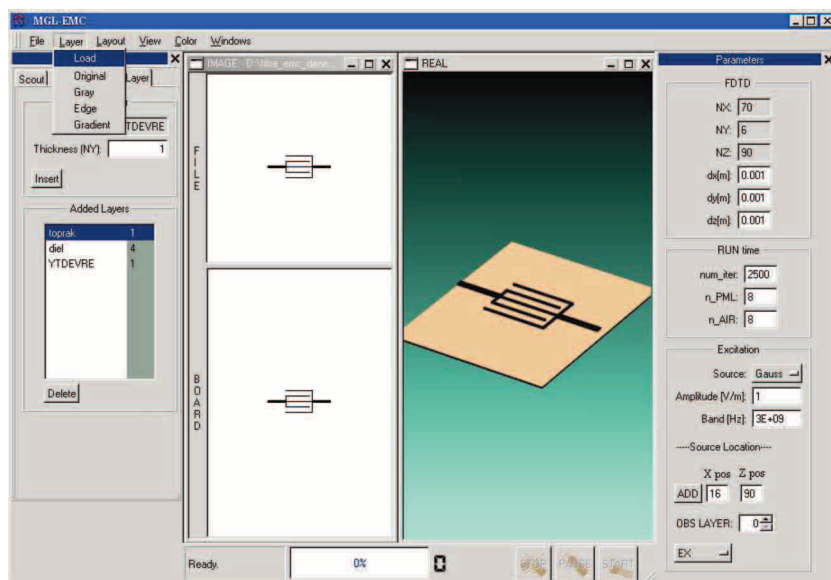 MGL-EMC
File Layer Layout View Color Windows
Load
Original
Gray
Edge
Gradient
Scout
Layer
TDEVRE
Thickness (NY): 1
Insert
Added Layers
toprak 1
diel 4
YTDEVRE 1
Delete
IMAGE - D:\
FILE
BOARD
REAL
Ready.
0%
0
STOP PAUSE START
Parameters
FDTD
NX: 70
NY: 6
NZ: 90
dx[m]: 0.001
dy[m]: 0.001
dz[m]: 0.001
RUN time
num_iter: 2500
n_PML: 8
n_AIR: 8
Excitation
Source: Gauss
Amplitude [V/m]: 1
Band [Hz]: 3E+09
----Source Location----
X pos Z pos
ADD 16 90
OBS LAYER: 0
EX